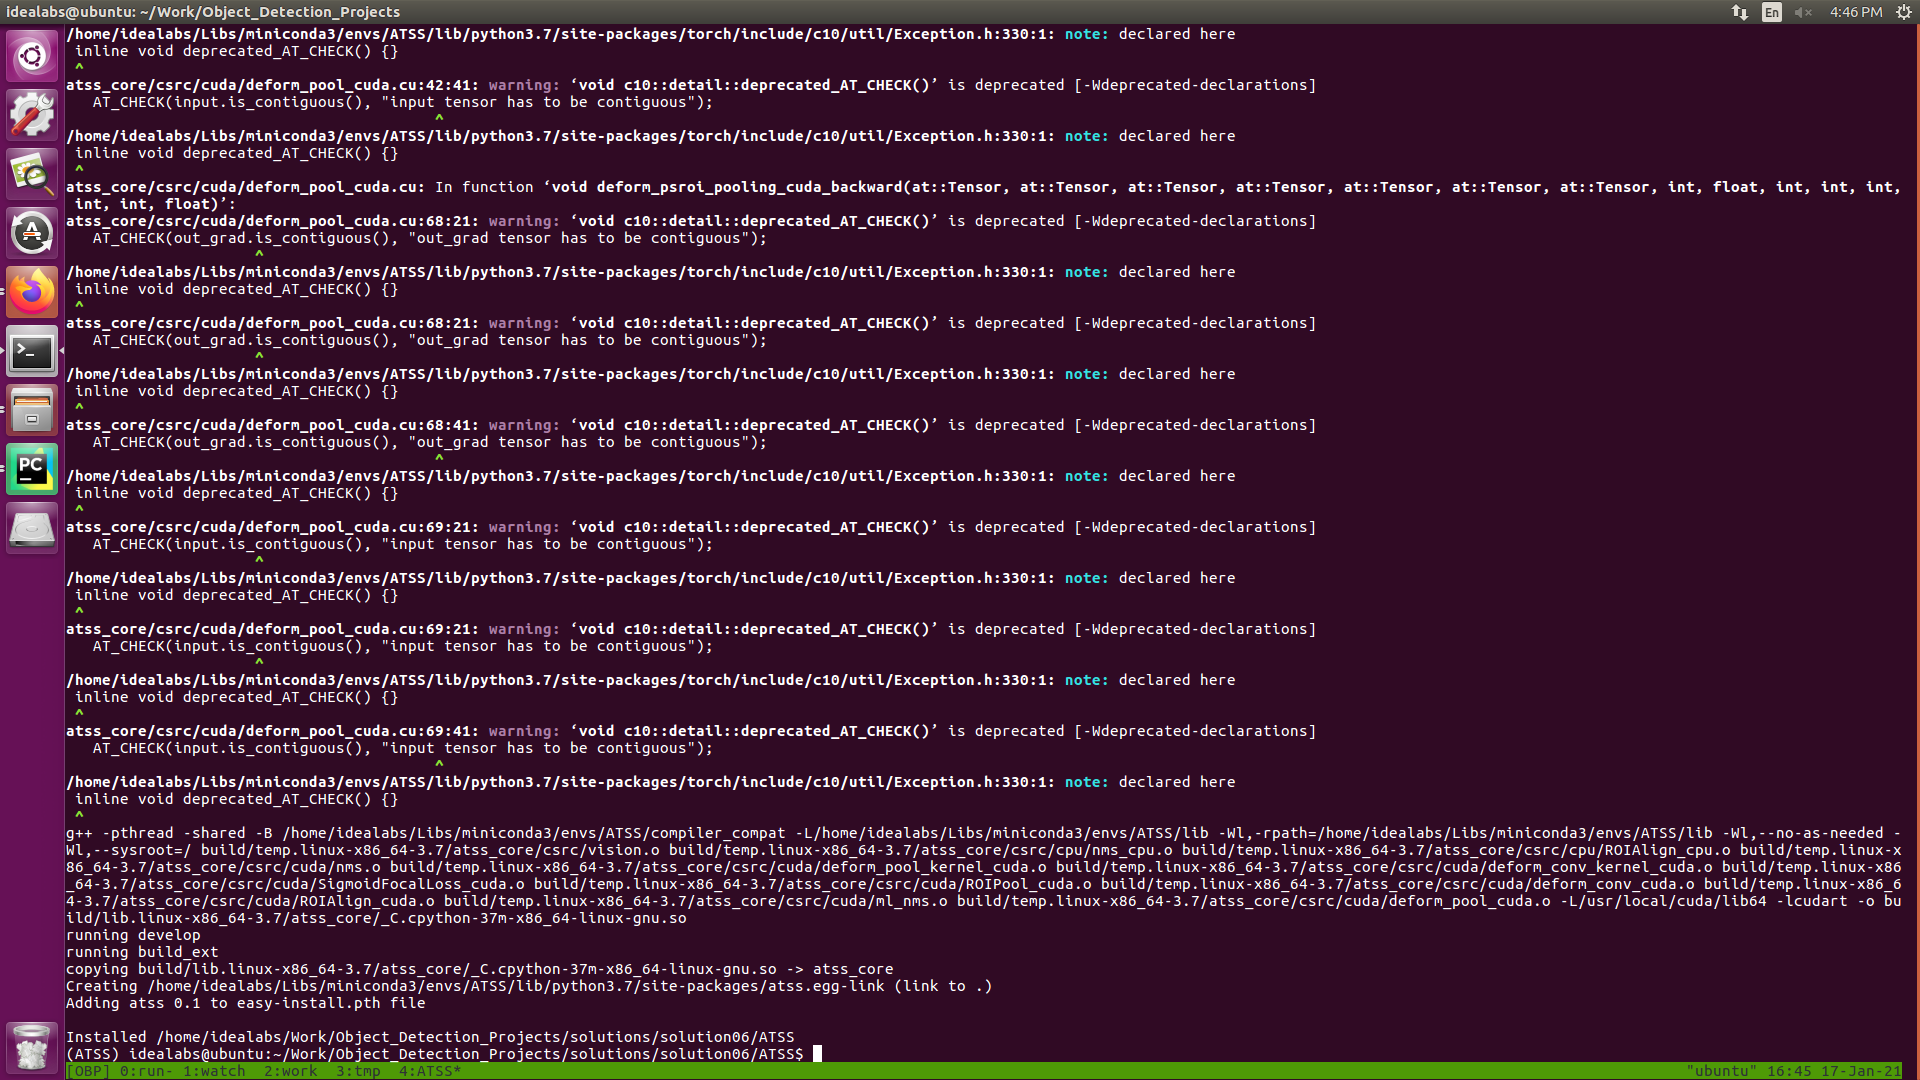 idealabs@ubuntu: ~/Work/Object_Detection_Projects
En
4:46 PM
/home/idealabs/Libs/miniconda3/envs/ATSS/lib/python3.7/site-packages/torch/include/c10/util/Exception.h:330:1: note: declared here
 inline void deprecated_AT_CHECK() {}
 ^
atss_core/csrc/cuda/deform_pool_cuda.cu:42:41: warning: ‘void c10::detail::deprecated_AT_CHECK()’ is deprecated [-Wdeprecated-declarations]
   AT_CHECK(input.is_contiguous(), "input tensor has to be contiguous");
                                         ^
/home/idealabs/Libs/miniconda3/envs/ATSS/lib/python3.7/site-packages/torch/include/c10/util/Exception.h:330:1: note: declared here
 inline void deprecated_AT_CHECK() {}
 ^
atss_core/csrc/cuda/deform_pool_cuda.cu: In function ‘void deform_psroi_pooling_cuda_backward(at::Tensor, at::Tensor, at::Tensor, at::Tensor, at::Tensor, at::Tensor, at::Tensor, int, float, int, int, int,
 int, int, float)’:
atss_core/csrc/cuda/deform_pool_cuda.cu:68:21: warning: ‘void c10::detail::deprecated_AT_CHECK()’ is deprecated [-Wdeprecated-declarations]
   AT_CHECK(out_grad.is_contiguous(), "out_grad tensor has to be contiguous");
                     ^
/home/idealabs/Libs/miniconda3/envs/ATSS/lib/python3.7/site-packages/torch/include/c10/util/Exception.h:330:1: note: declared here
 inline void deprecated_AT_CHECK() {}
 ^
atss_core/csrc/cuda/deform_pool_cuda.cu:68:21: warning: ‘void c10::detail::deprecated_AT_CHECK()’ is deprecated [-Wdeprecated-declarations]
   AT_CHECK(out_grad.is_contiguous(), "out_grad tensor has to be contiguous");
                     ^
/home/idealabs/Libs/miniconda3/envs/ATSS/lib/python3.7/site-packages/torch/include/c10/util/Exception.h:330:1: note: declared here
 inline void deprecated_AT_CHECK() {}
 ^
atss_core/csrc/cuda/deform_pool_cuda.cu:68:41: warning: ‘void c10::detail::deprecated_AT_CHECK()’ is deprecated [-Wdeprecated-declarations]
   AT_CHECK(out_grad.is_contiguous(), "out_grad tensor has to be contiguous");
                                         ^
/home/idealabs/Libs/miniconda3/envs/ATSS/lib/python3.7/site-packages/torch/include/c10/util/Exception.h:330:1: note: declared here
 inline void deprecated_AT_CHECK() {}
 ^
atss_core/csrc/cuda/deform_pool_cuda.cu:69:21: warning: ‘void c10::detail::deprecated_AT_CHECK()’ is deprecated [-Wdeprecated-declarations]
   AT_CHECK(input.is_contiguous(), "input tensor has to be contiguous");
                     ^
/home/idealabs/Libs/miniconda3/envs/ATSS/lib/python3.7/site-packages/torch/include/c10/util/Exception.h:330:1: note: declared here
 inline void deprecated_AT_CHECK() {}
 ^
atss_core/csrc/cuda/deform_pool_cuda.cu:69:21: warning: ‘void c10::detail::deprecated_AT_CHECK()’ is deprecated [-Wdeprecated-declarations]
   AT_CHECK(input.is_contiguous(), "input tensor has to be contiguous");
                     ^
/home/idealabs/Libs/miniconda3/envs/ATSS/lib/python3.7/site-packages/torch/include/c10/util/Exception.h:330:1: note: declared here
 inline void deprecated_AT_CHECK() {}
 ^
atss_core/csrc/cuda/deform_pool_cuda.cu:69:41: warning: ‘void c10::detail::deprecated_AT_CHECK()’ is deprecated [-Wdeprecated-declarations]
   AT_CHECK(input.is_contiguous(), "input tensor has to be contiguous");
                                         ^
/home/idealabs/Libs/miniconda3/envs/ATSS/lib/python3.7/site-packages/torch/include/c10/util/Exception.h:330:1: note: declared here
 inline void deprecated_AT_CHECK() {}
 ^
g++ -pthread -shared -B /home/idealabs/Libs/miniconda3/envs/ATSS/compiler_compat -L/home/idealabs/Libs/miniconda3/envs/ATSS/lib -Wl,-rpath=/home/idealabs/Libs/miniconda3/envs/ATSS/lib -Wl,--no-as-needed -
Wl,--sysroot=/ build/temp.linux-x86_64-3.7/atss_core/csrc/vision.o build/temp.linux-x86_64-3.7/atss_core/csrc/cpu/nms_cpu.o build/temp.linux-x86_64-3.7/atss_core/csrc/cpu/ROIAlign_cpu.o build/temp.linux-x
86_64-3.7/atss_core/csrc/cuda/nms.o build/temp.linux-x86_64-3.7/atss_core/csrc/cuda/deform_pool_kernel_cuda.o build/temp.linux-x86_64-3.7/atss_core/csrc/cuda/deform_conv_kernel_cuda.o build/temp.linux-x86
_64-3.7/atss_core/csrc/cuda/SigmoidFocalLoss_cuda.o build/temp.linux-x86_64-3.7/atss_core/csrc/cuda/ROIPool_cuda.o build/temp.linux-x86_64-3.7/atss_core/csrc/cuda/deform_conv_cuda.o build/temp.linux-x86_6
4-3.7/atss_core/csrc/cuda/ROIAlign_cuda.o build/temp.linux-x86_64-3.7/atss_core/csrc/cuda/ml_nms.o build/temp.linux-x86_64-3.7/atss_core/csrc/cuda/deform_pool_cuda.o -L/usr/local/cuda/lib64 -lcudart -o bu
ild/lib.linux-x86_64-3.7/atss_core/_C.cpython-37m-x86_64-linux-gnu.so
running develop
running build_ext
copying build/lib.linux-x86_64-3.7/atss_core/_C.cpython-37m-x86_64-linux-gnu.so -> atss_core
Creating /home/idealabs/Libs/miniconda3/envs/ATSS/lib/python3.7/site-packages/atss.egg-link (link to .)
Adding atss 0.1 to easy-install.pth file
Installed /home/idealabs/Work/Object_Detection_Projects/solutions/solution06/ATSS
(ATSS) idealabs@ubuntu:~/Work/Object_Detection_Projects/solutions/solution06/ATSS$
[OBP] 0:run- 1:watch  2:work  3:tmp  4:ATSS*
"ubuntu" 16:45 17-Jan-21
PC